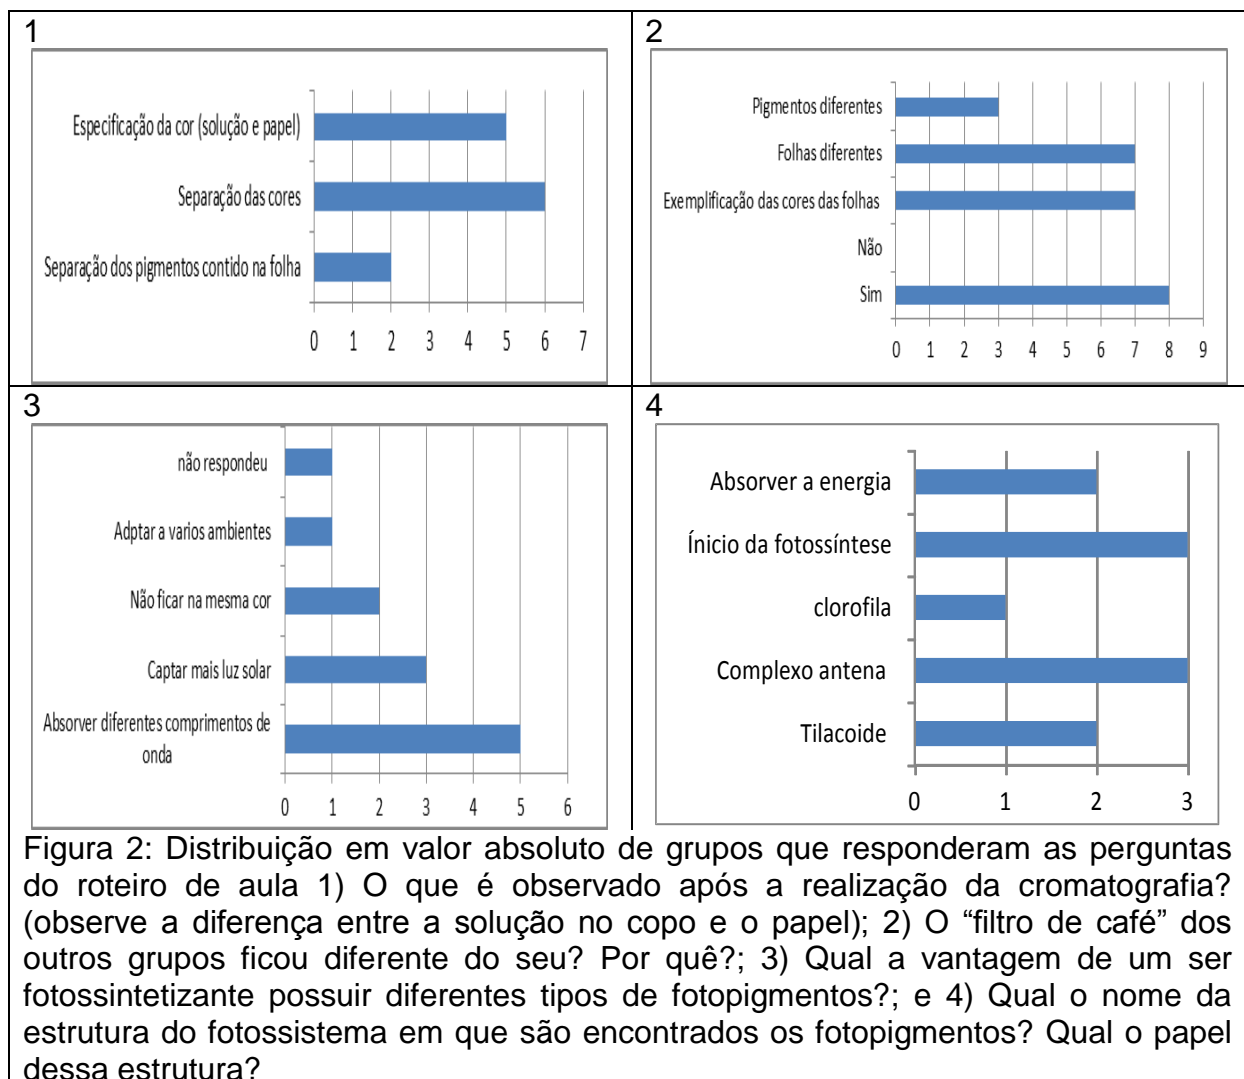 1
Especificação da cor (solução e papel)
Separação das cores
Separação dos pigmentos contido na folha
0 1 2 3 4 5 6 7
2
Pigmentos diferentes
Folhas diferentes
Exemplificação das cores das folhas
Não
Sim
0 1 2 3 4 5 6 7 8 9
3
não respondeu
Adptar a varios ambientes
Não ficar na mesma cor
Captar mais luz solar
Absorver diferentes comprimentos de
onda
0 1 2 3 4 5 6
4
Absorver a energia
Ínicio da fotossíntese
clorofila
Complexo antena
Tilacoide
0 1 2 3
Figura 2: Distribuição em valor absoluto de grupos que responderam as perguntas
do roteiro de aula 1) O que é observado após a realização da cromatografia?
(observe a diferença entre a solução no copo e o papel); 2) O “filtro de café” dos
outros grupos ficou diferente do seu? Por quê?; 3) Qual a vantagem de um ser
fotossintetizante possuir diferentes tipos de fotopigmentos?; e 4) Qual o nome da
estrutura do fotossistema em que são encontrados os fotopigmentos? Qual o papel
dessa estrutura?